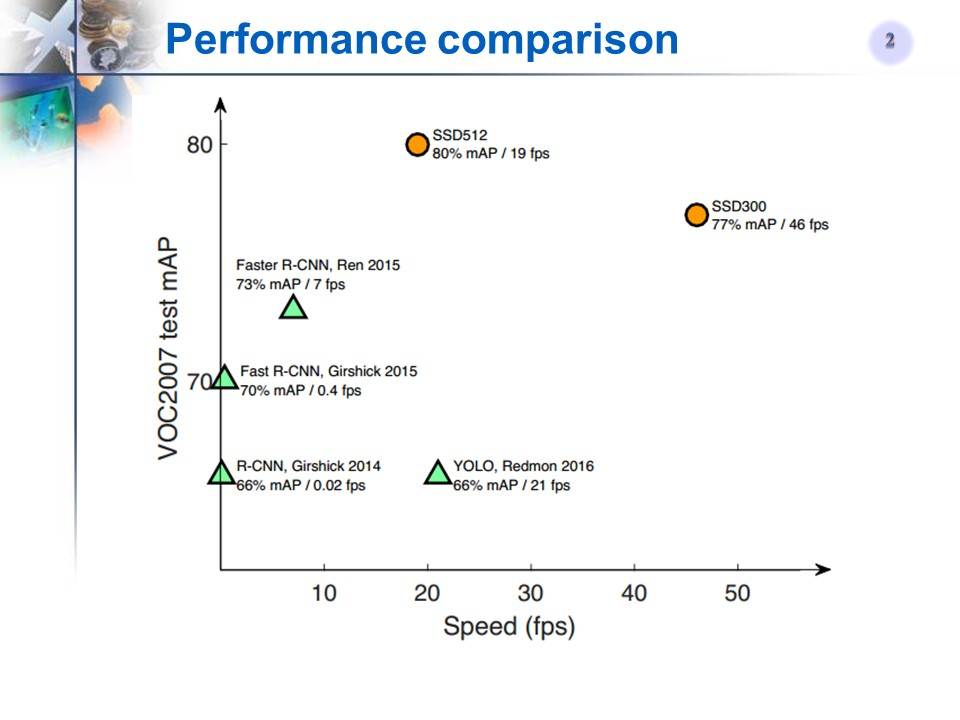 Performance comparison
2
80
SSD512
80% mAP / 19 fps
SSD300
77% mAP / 46 fps
Faster R-CNN, Ren 2015
73% mAP / 7 fps
VOC2007 test mAP
70
Fast R-CNN, Girshick 2015
70% mAP / 0.4 fps
R-CNN, Girshick 2014
66% mAP / 0.02 fps
YOLO, Redmon 2016
66% mAP / 21 fps
10 20 30 40 50
Speed (fps)